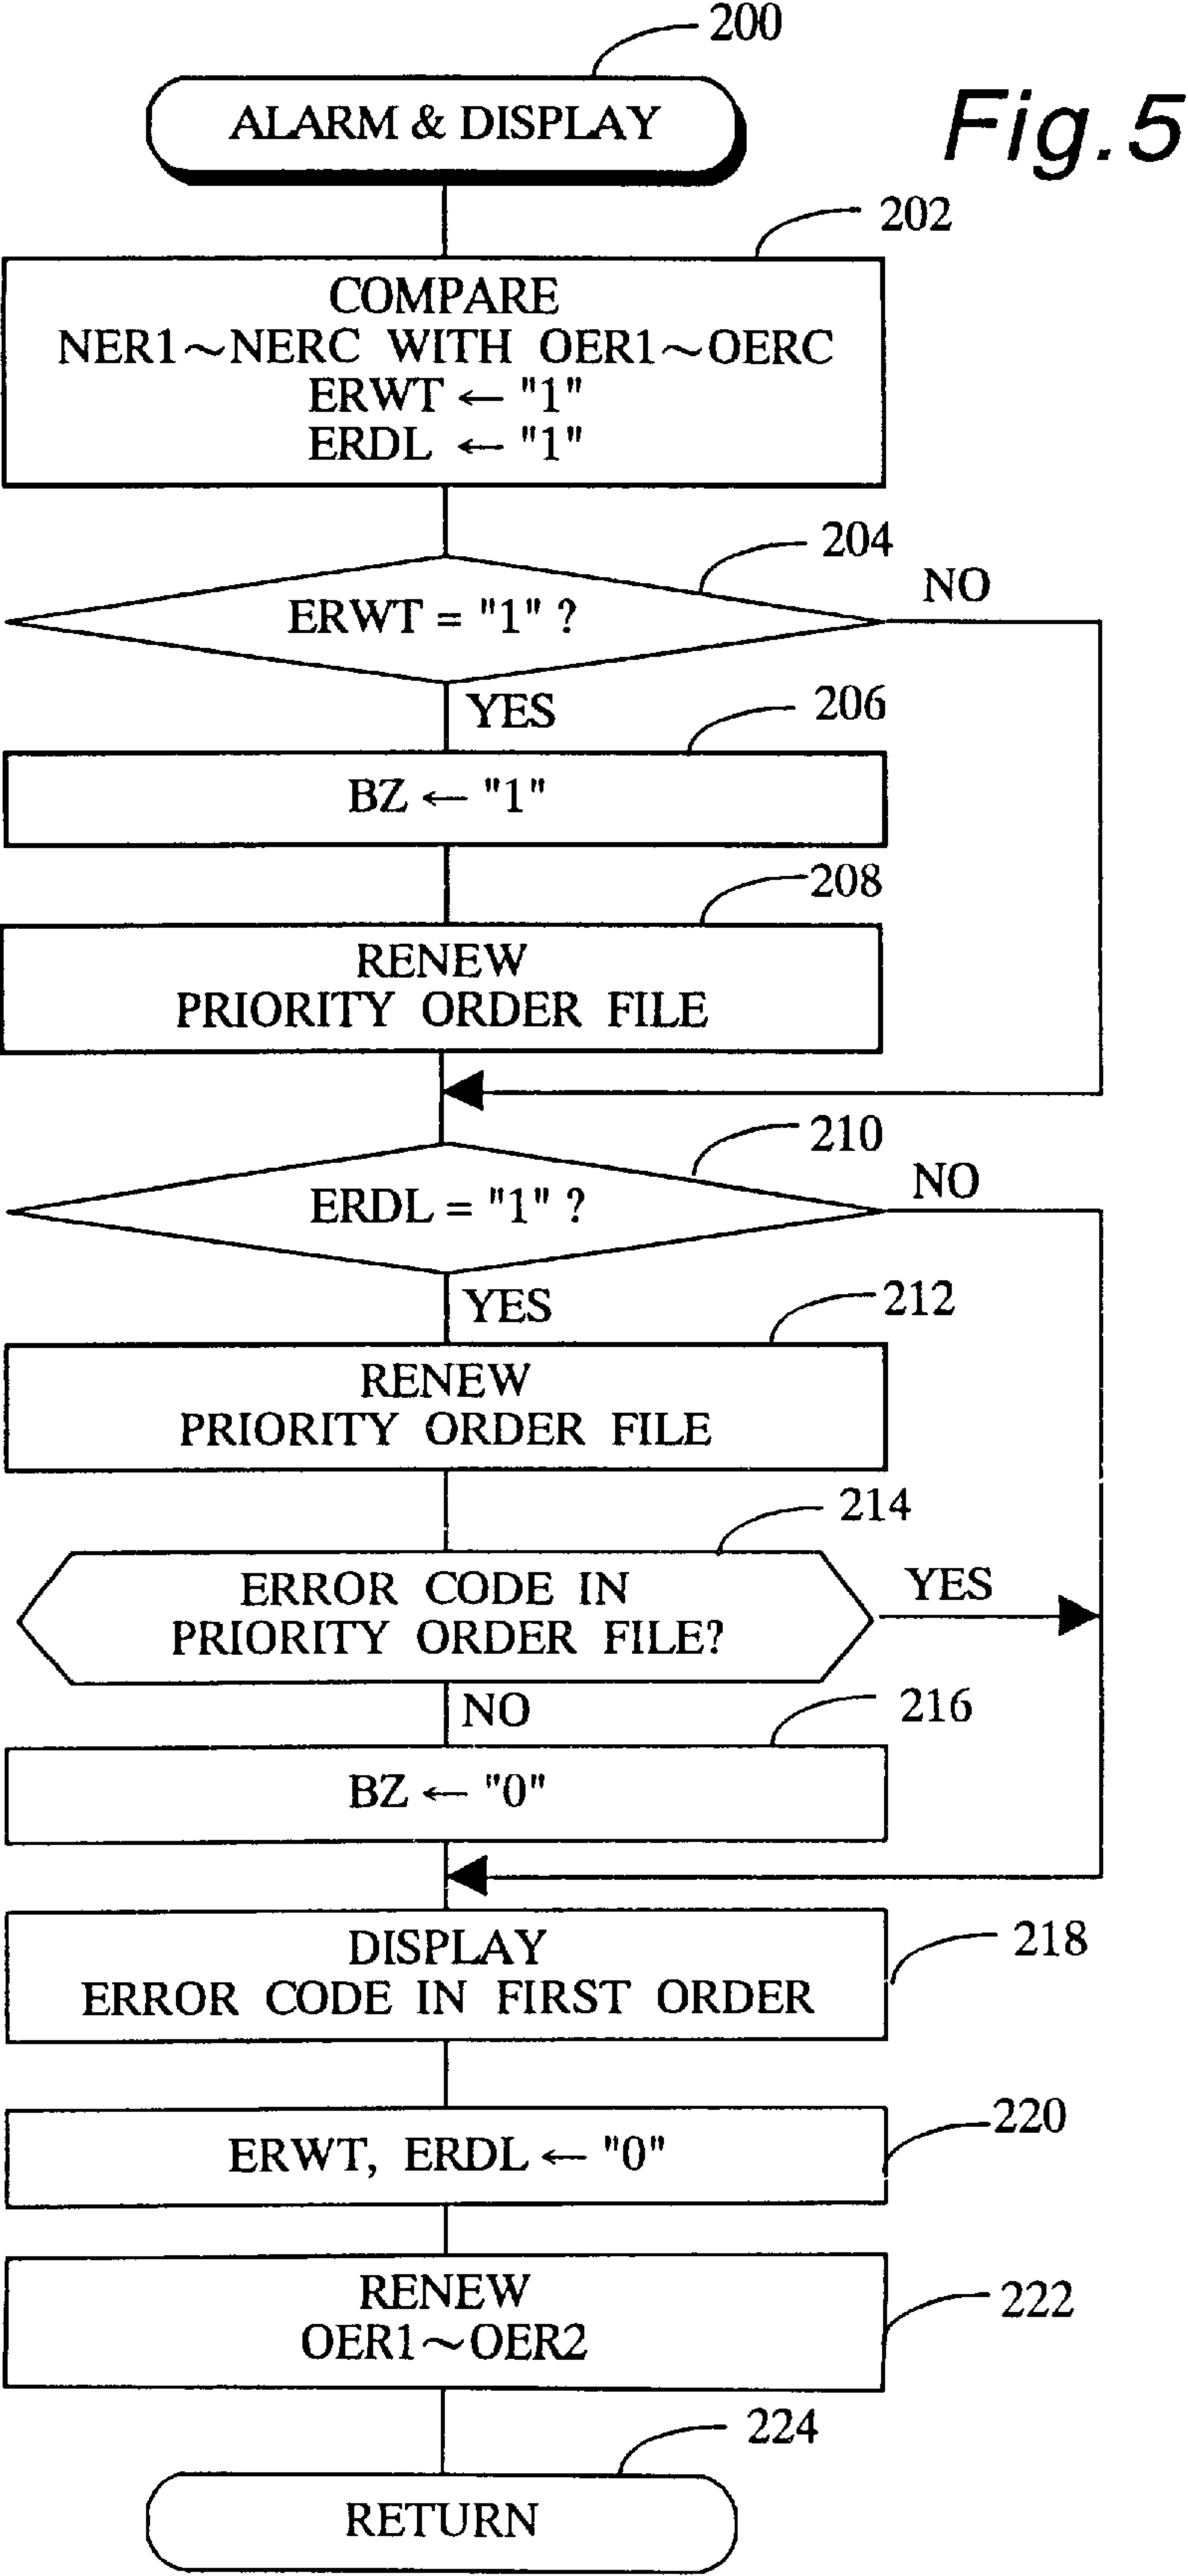 200
ALARM & DISPLAY
Fig.5
202
COMPARE
NER1~NERC WITH OER1~OERC
ERWT ← "1"
ERDL ← "1"
204
ERWT = "1" ?
NO
YES
206
BZ ← "1"
208
RENEW
PRIORITY ORDER FILE
210
ERDL = "1" ?
NO
YES
212
RENEW
PRIORITY ORDER FILE
214
ERROR CODE IN
PRIORITY ORDER FILE?
YES
NO
216
BZ ← "0"
DISPLAY
ERROR CODE IN FIRST ORDER
218
ERWT, ERDL ← "0"
220
RENEW
OER1~OER2
222
224
RETURN